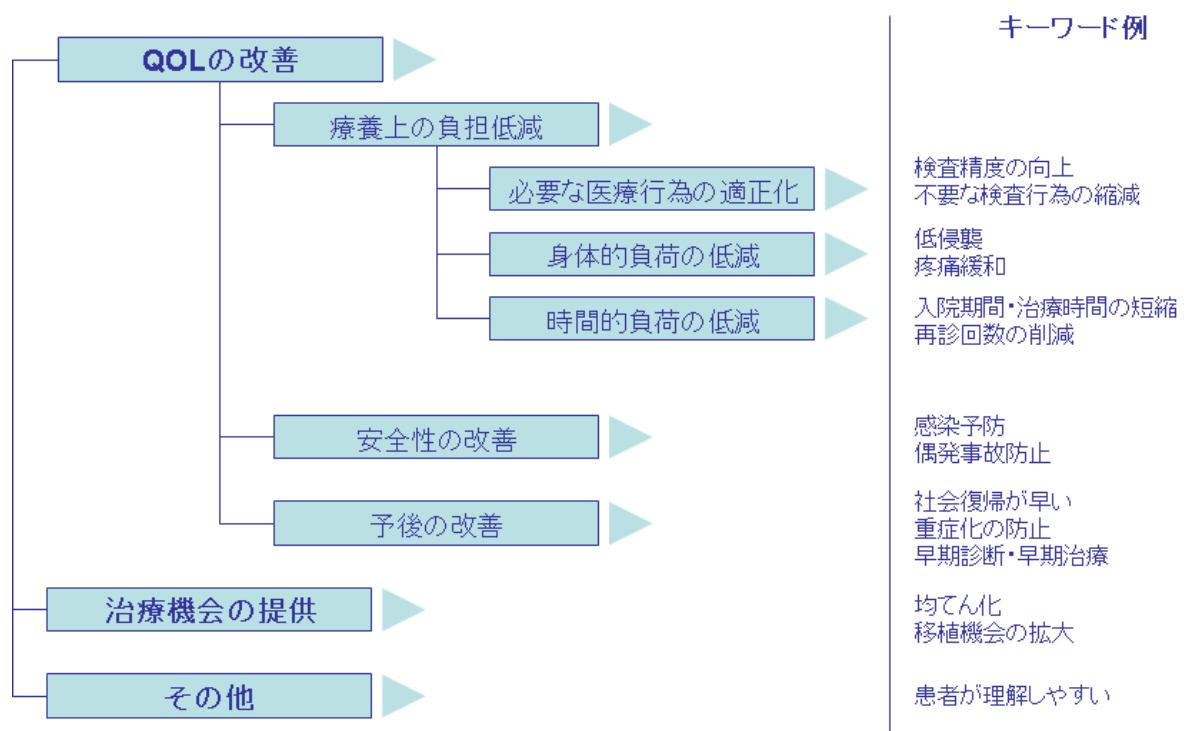 キーワード例
QOLの改善
療養上の負担低減
必要な医療行為の適正化
検査精度の向上
不要な検査行為の縮減
身体的負荷の低減
低侵襲
疼痛緩和
時間的負荷の低減
入院期間・治療時間の短縮
再診回数の削減
安全性の改善
感染予防
偶発事故防止
予後の改善
社会復帰が早い
重症化の防止
早期診断・早期治療
治療機会の提供
均てん化
移植機会の拡大
その他
患者が理解しやすい